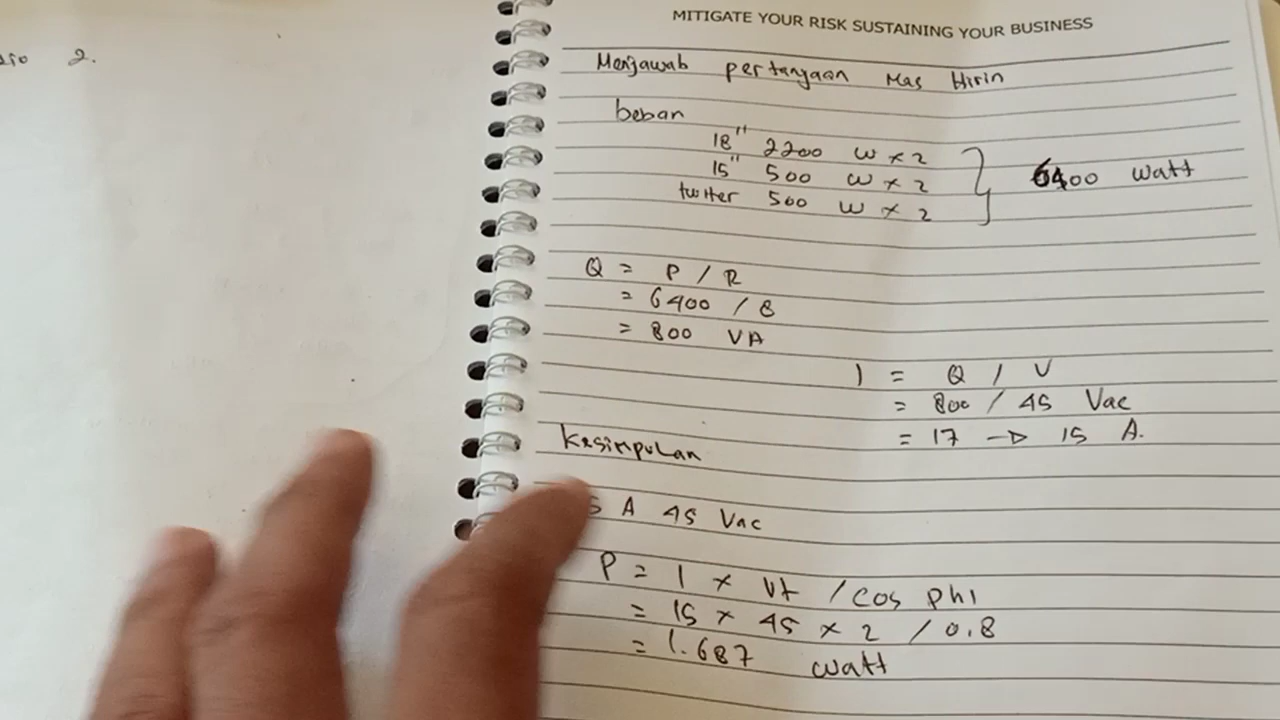 MITIGATE YOUR RISK SUSTAINING YOUR BUSINESS
2.
Menjawab pertanyaan Mas Hirin
beban
18" 2200 W x 2
15" 500 W x 2
6400 Watt
twiter 500 W x 2
Q = P / R
= 6400 / 8
= 800 VA
I = Q / V
= 800 / 45 Vac
= 17 → 15 A.
Kesimpulan
A 45 Vac
P = I x Vt / cos phi
= 15 x 45 x 2 / 0.8
= 1.687 watt